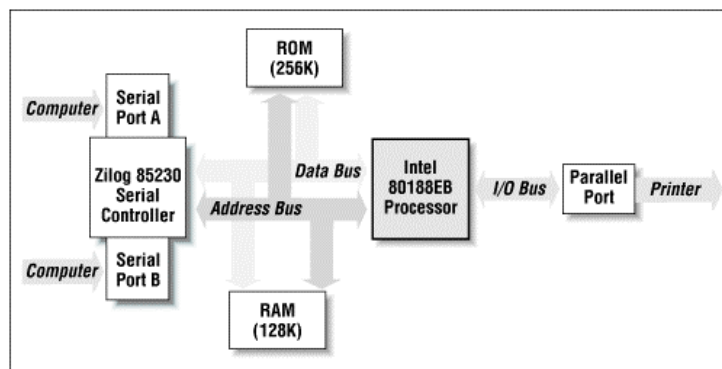 ROM
(256K)
Computer
Serial
Port A
Zilog 85230
Serial
Controller
Data Bus
Address Bus
Intel
80188EB
Processor
I/O Bus
Parallel
Port
Printer
Computer
Serial
Port B
RAM
(128K)